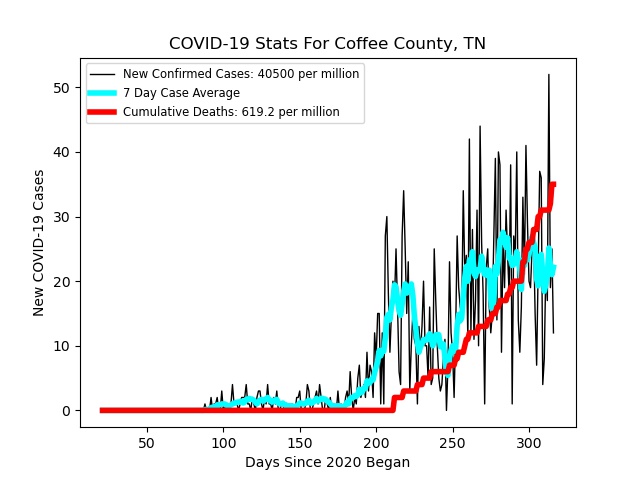 COVID-19 Stats For Coffee County, TN
New Confirmed Cases: 40500 per million
7 Day Case Average
Cumulative Deaths: 619.2 per million
New COVID-19 Cases
50
40
30
20
10
0
50 100 150 200 250 300
Days Since 2020 Began